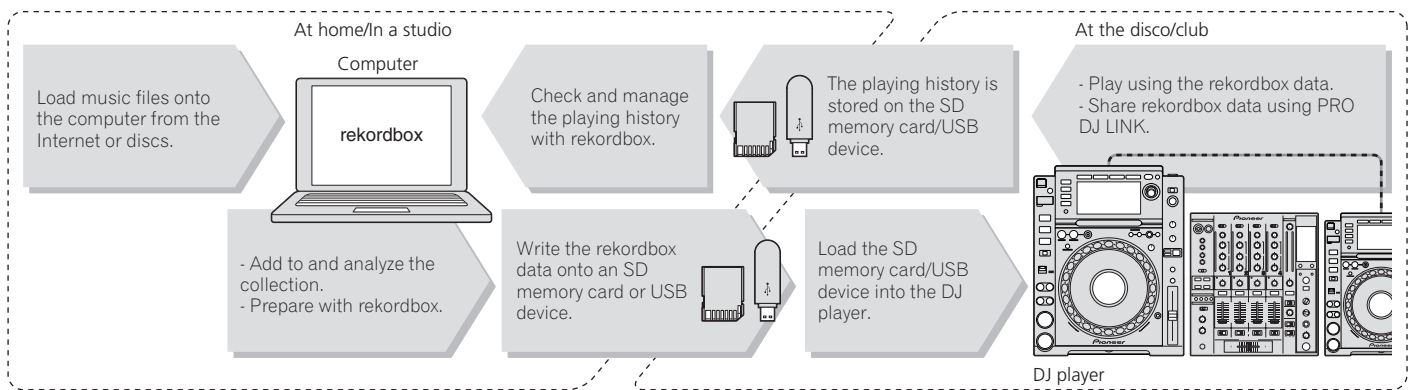 At home/In a studio
At the disco/club
Load music files onto
the computer from the
Internet or discs.
Computer
rekordbox
Check and manage
the playing history
with rekordbox.
The playing history is
stored on the SD
memory card/USB
device.
- Play using the rekordbox data.
- Share rekordbox data using PRO
DJ LINK.
- Add to and analyze the
collection.
- Prepare with rekordbox.
Write the rekordbox
data onto an SD
memory card or USB
device.
Load the SD
memory card/USB
device into the DJ
player.
Pioneer
Pioneer
Pioneer
DJ player